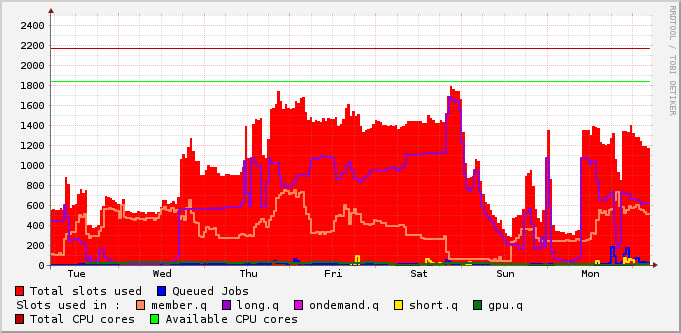 2400
2200
2000
1800
1600
1400
1200
1000
800
600
400
200
0
Tue Wed Thu Fri Sat Sun Mon
RRDTOOL / TOBI OETIKER
Total slots used Queued Jobs
Slots used in : member.q long.q ondemand.q short.q gpu.q
Total CPU cores Available CPU cores